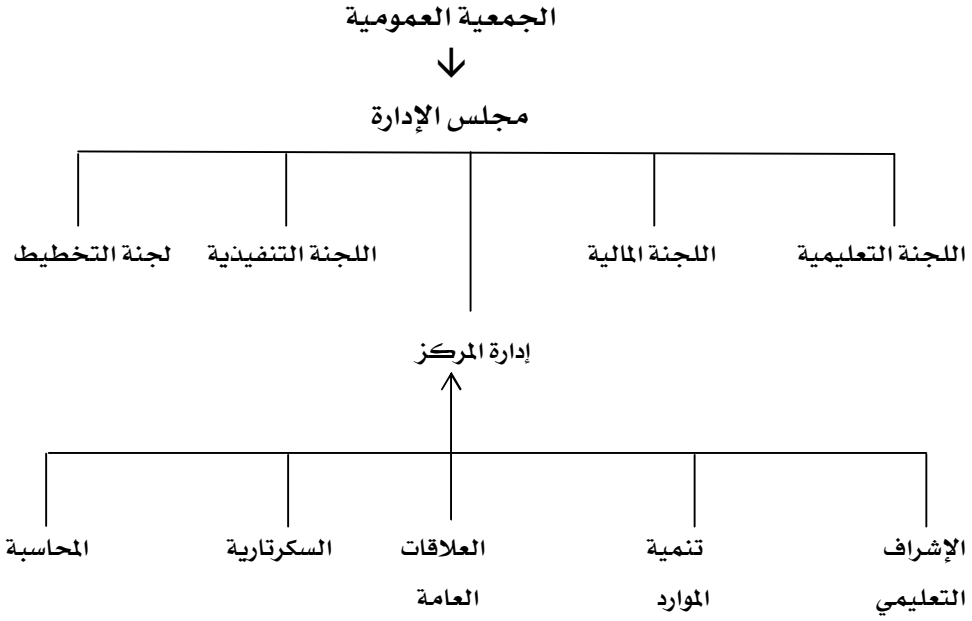 الجمعية العمومية
مجلس الإدارة
اللجنة التعليمية
اللجنة المالية
اللجنة التنفيذية
لجنة التخطيط
إدارة المركز
الإشراف
التعليمي
تنمية
الموارد
العلاقات
العامة
السكرتارية
المحاسبة